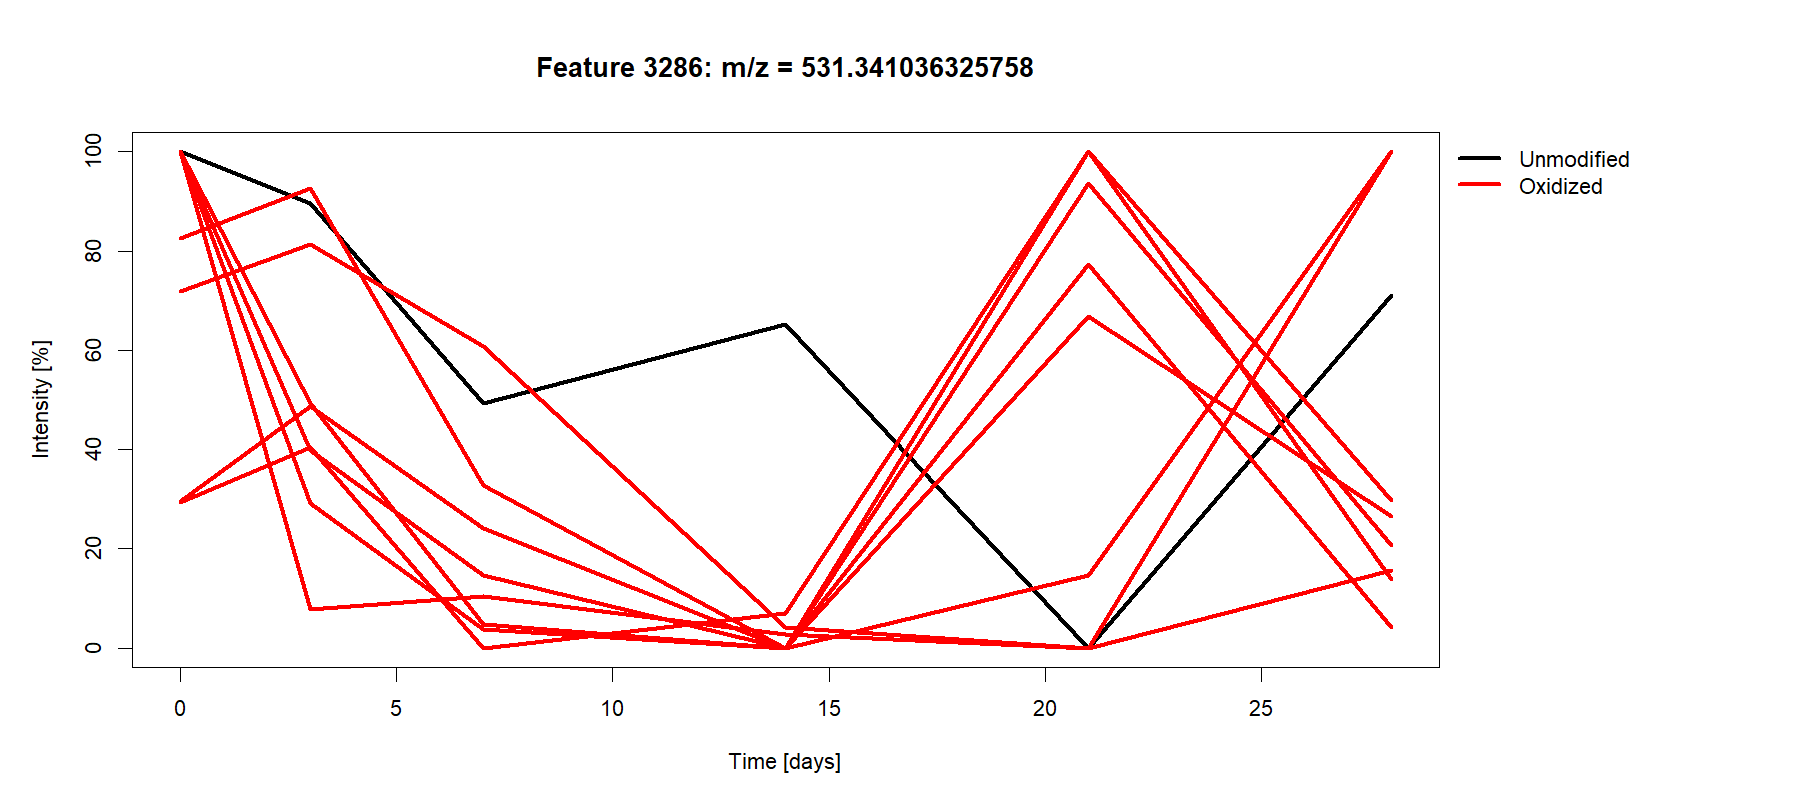 Feature 3286: m/z = 531.341036325758
Unmodified
Oxidized
100
80
60
40
20
0
Intensity [%]
0 5 10 15 20 25
Time [days]